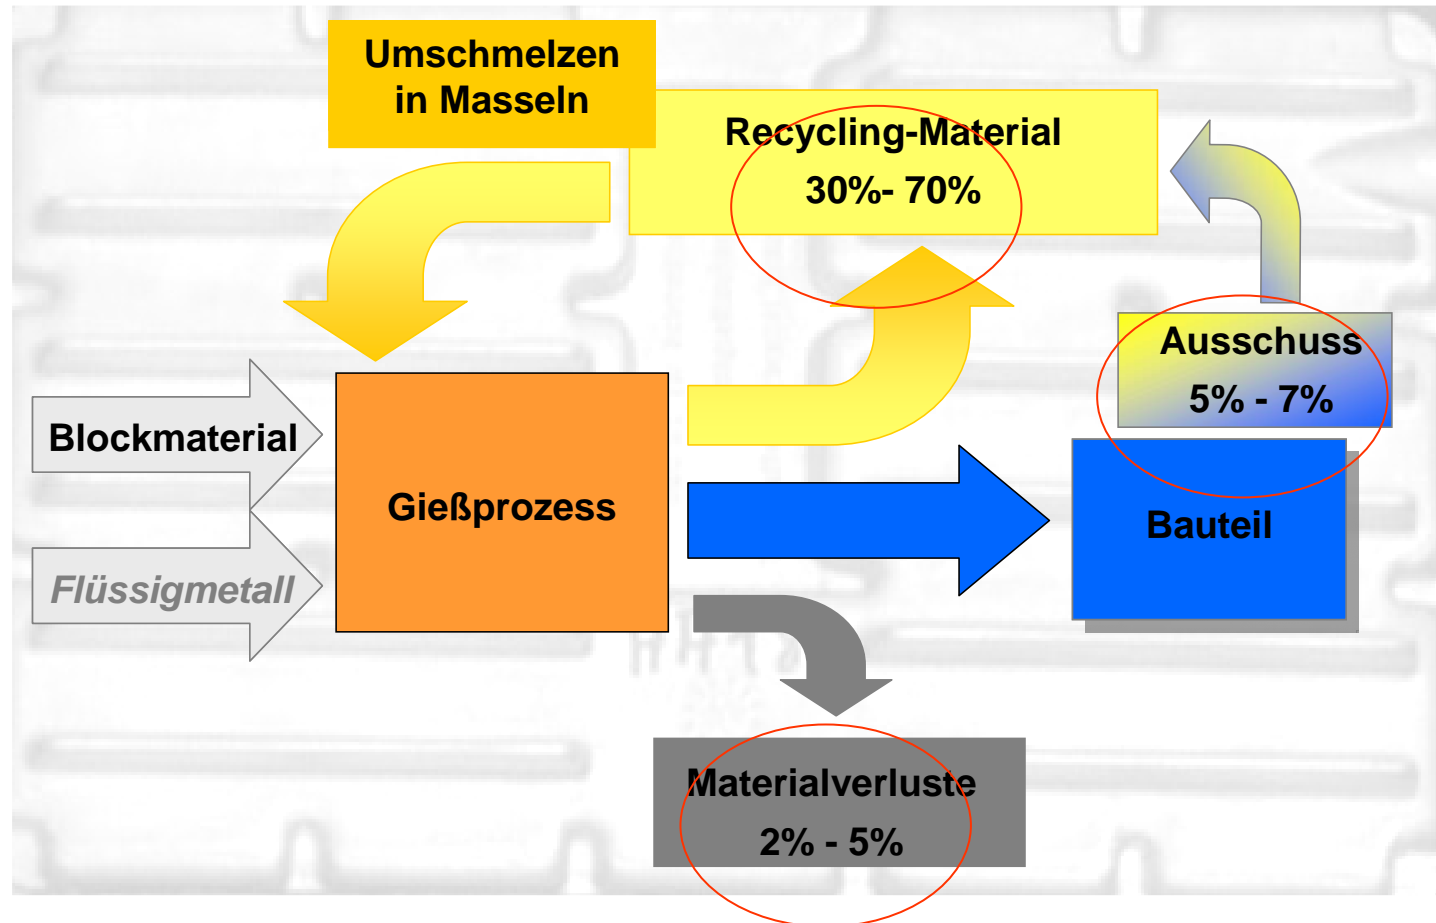 Umschmelzen
in Masseln
Recycling-Material
30%- 70%
Ausschuss
5% - 7%
Blockmaterial
Gießprozess
Bauteil
Flüssigmetall
Materialverluste
2% - 5%